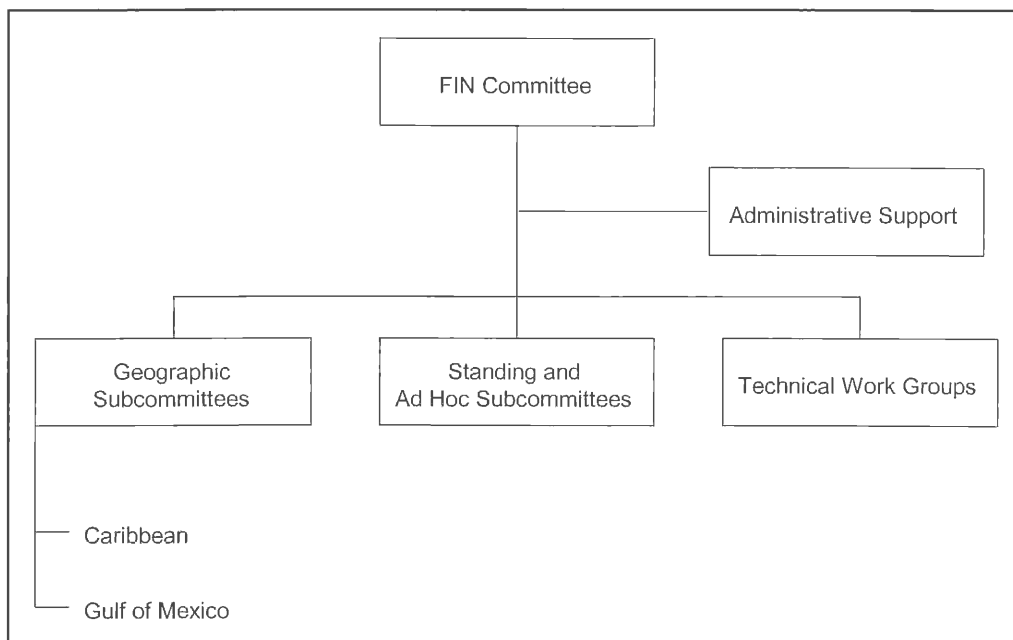 FIN Committee
Administrative Support
Geographic
Subcommittees
Standing and
Ad Hoc Subcommittees
Technical Work Groups
Caribbean
Gulf of Mexico